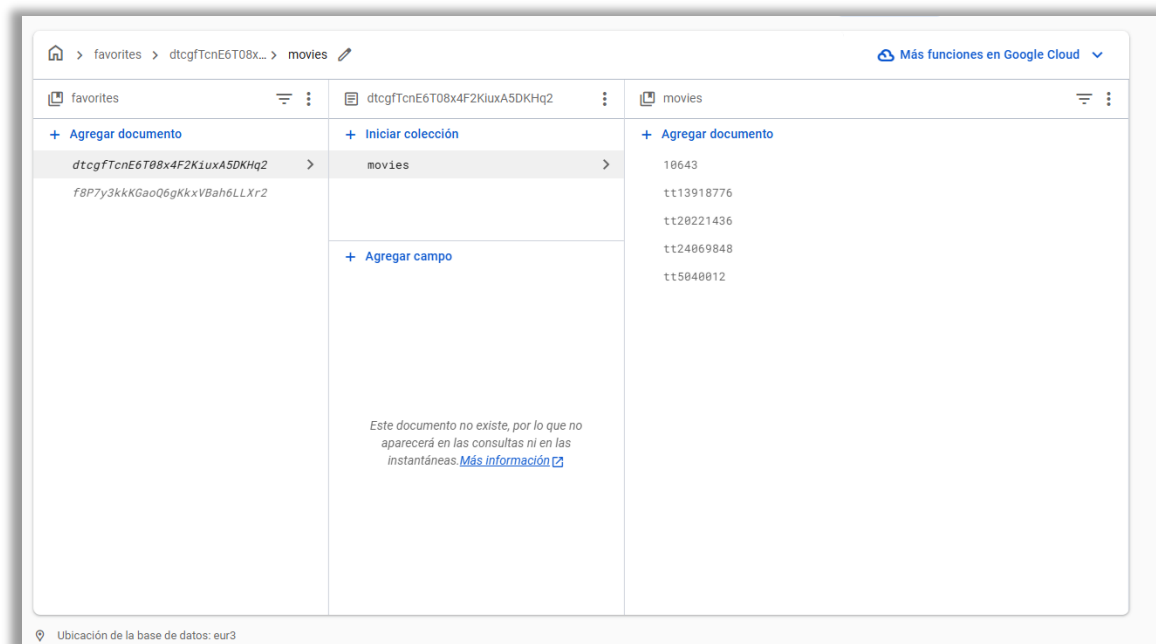 favorites > dtcgfTcnE6T08x... > movies
Más funciones en Google Cloud
favorites
Agregar documento
dtcgfTcnE6T08x4F2KiuxA5DKHq2
f8P7y3kkKGaoQ6gKkxVBah6LLXr2
dtcgfTcnE6T08x4F2KiuxA5DKHq2
Iniciar colección
movies
Agregar campo
Este documento no existe, por lo que no
aparecerá en las consultas ni en las
instantáneas. Más información
movies
Agregar documento
10643
tt13918776
tt20221436
tt24069848
tt5040012
Ubicación de la base de datos: eur3